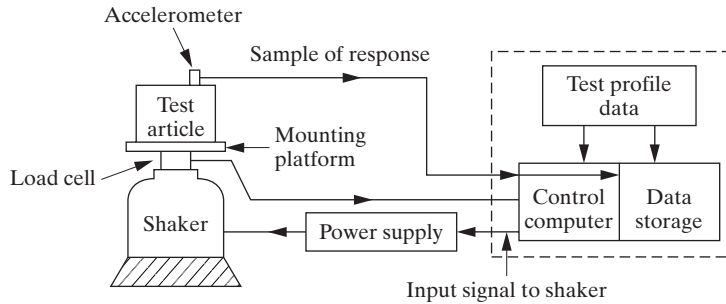 Accelerometer
Sample of response
Test
article
Mounting
platform
Load cell
Shaker
Power supply
Test profile
data
Control
computer
Data
storage
Input signal to shaker